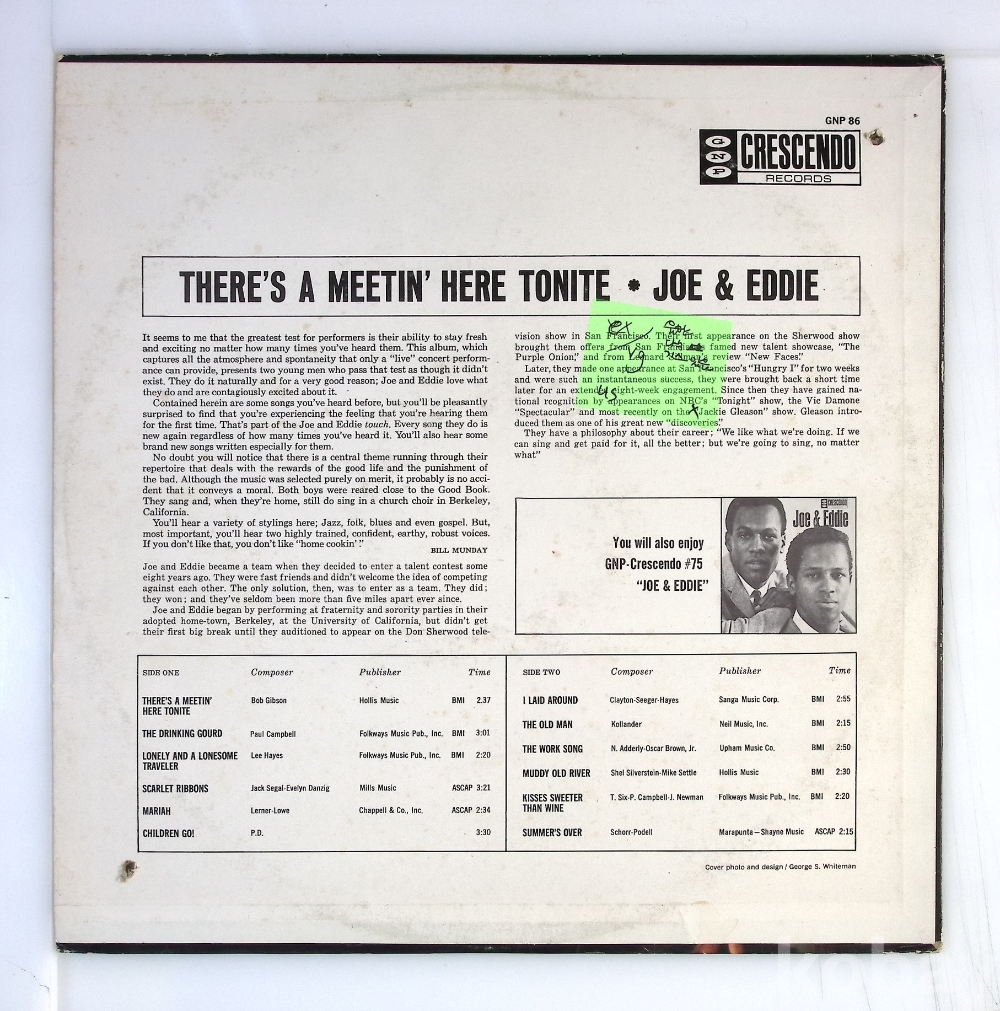 GNP 86
GNP
CRESCENDO
RECORDS
THERE'S A MEETIN' HERE TONITE * JOE & EDDIE
It seems to me that the greatest test for performers is their ability to stay fresh
and exciting no matter how many times you've heard them. This album, which
captures all the atmosphere and spontaneity that only a "live" concert perform-
ance can provide, presents two young men who pass that test as though it didn't
exist. They do it naturally and for a very good reason; Joe and Eddie love what
they do and are contagiously excited about it.
Contained herein are some songs you've heard before, but you'll be pleasantly
surprised to find that you're experiencing the feeling that you're hearing them
for the first time. That's part of the Joe and Eddie touch. Every song they do is
new again regardless of how many times you've heard it. You'll also hear some
brand new songs written especially for them.
No doubt you will notice that there is a central theme running through their
repertoire that deals with the rewards of the good life and the punishment of
the bad. Although the music was selected purely on merit, it probably is no acci-
dent that it conveys a moral. Both boys were reared close to the Good Book.
They sang and, when they're home, still do sing in a church choir in Berkeley,
California.
You'll hear a variety of stylings here; Jazz, folk, blues and even gospel. But,
most important, you'll hear two highly trained, confident, earthy, robust voices.
If you don't like that, you don't like "home cookin'."
BILL MUNDAY
Joe and Eddie became a team when they decided to enter a talent contest some
eight years ago. They were fast friends and didn't welcome the idea of competing
against each other. The only solution, then, was to enter as a team. They did;
they won; and they've seldom been more than five miles apart ever since.
Joe and Eddie began by performing at fraternity and sorority parties in their
adopted home-town, Berkeley, at the University of California, but didn't get
their first big break until they auditioned to appear on the Don Sherwood tele-
vision show in San Francisco. Their first appearance on the Sherwood show
brought them offers from San Francisco's famed new talent showcase, "The
Purple Onion," and from Leonard review "New Faces."
Later, they made one appearance at San Francisco's "Hungry I" for two weeks
and were such an instantaneous success, they were brought back a short time
later for an extended eight-week engagement. Since then they have gained na-
tional rcognition by appearances on NBC's "Tonight" show, the Vic Damone
"Spectacular" and most recently on the "Jackie Gleason" show. Gleason intro-
duced them as one of his great new "discoveries."
They have a philosophy about their career; "We like what we're doing. If we
can sing and get paid for it, all the better; but we're going to sing, no matter
what"
ex
Vg
us
You will also enjoy
GNP-Crescendo #75
"JOE & EDDIE"
CRESCENDO
Joe & Eddie
SIDE ONE Composer Publisher Time
THERE'S A MEETIN' Bob Gibson Hollis Music BMI 2.37
HERE TONITE
THE DRINKING GOURD Paul Campbell Folkways Music Pub., Inc. BMI 3:01
LONELY AND A LONESOME Lee Hayes Folkways Music Pub., Inc. BMI 2:20
TRAVELER
SCARLET RIBBONS Jack Segal-Evelyn Danzig Mills Music ASCAP 3:21
MARIAH Lerner-Lowe Chappell & Co., Inc. ASCAP 2:34
CHILDREN GO! P.D. 3:30
SIDE TWO Composer Publisher Time
I LAID AROUND Clayton-Seeger-Hayes Sanga Music Corp. BMI 2:55
THE OLD MAN Kollander Neil Music, Inc. BMI 2:15
THE WORK SONG N. Adderly-Oscar Brown, Jr. Upham Music Co. BMI 2:50
MUDDY OLD RIVER Shel Silverstein-Mike Settle Hollis Music BMI 2:30
KISSES SWEETER T. Six-P. Campbell-J. Newman Folkways Music Pub., Inc. BMI 2:20
THAN WINE
SUMMER'S OVER Schorr-Podell Marapunta—Shayne Music ASCAP 2:15
Cover photo and design / George S. Whiteman